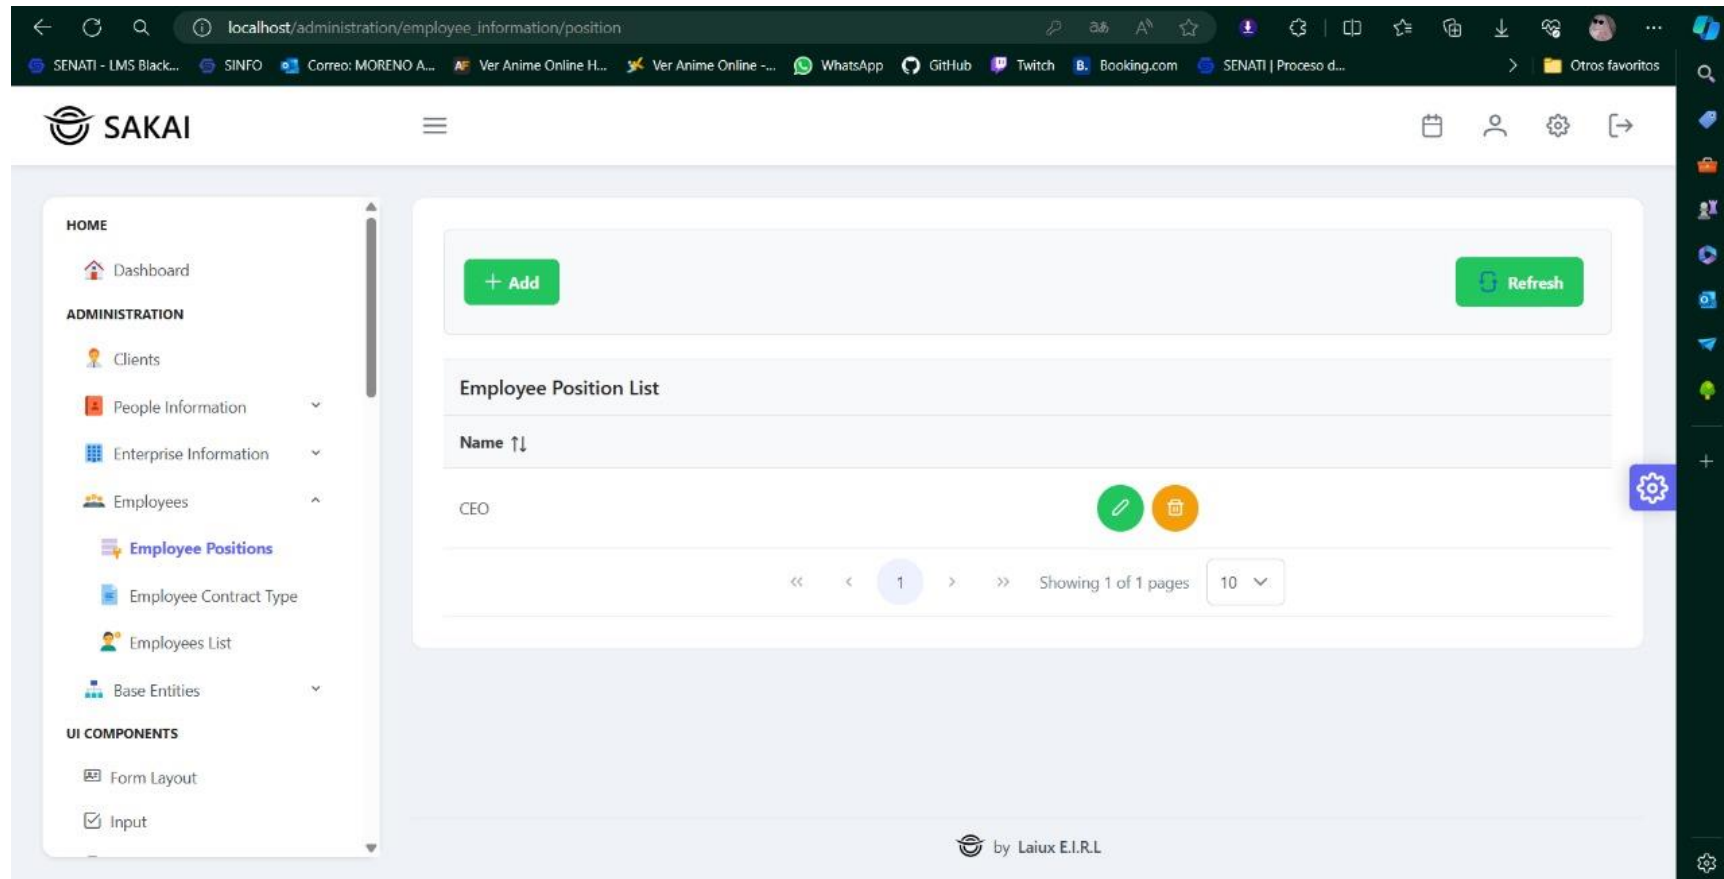 localhost/administration/employee_information/position
SENATI - LMS Black... SINFO Correo: MORENO A... AF Ver Anime Online H... Ver Anime Online -... WhatsApp GitHub Twitch B. Booking.com SENATI | Proceso d... Otros favoritos
SAKAI
HOME
Dashboard
ADMINISTRATION
Clients
People Information
Enterprise Information
Employees
Employee Positions
Employee Contract Type
Employees List
Base Entities
UI COMPONENTS
Form Layout
Input
+ Add
Refresh
Employee Position List
Name ↑↓
CEO
<< < 1 > >> Showing 1 of 1 pages 10
by Laiux E.I.R.L